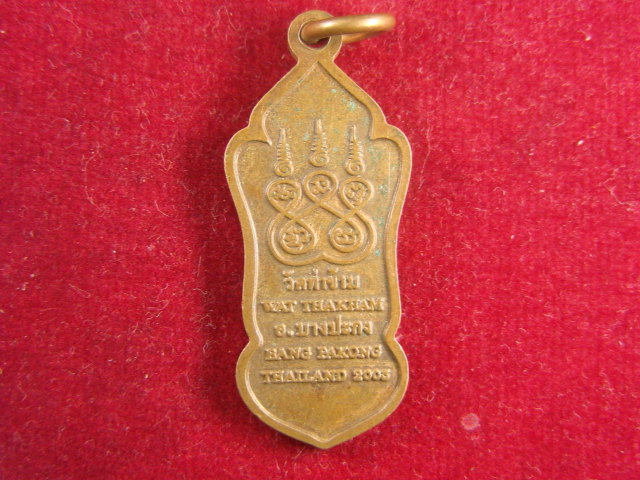 วัดท่าข้าม
WAT THAKHAM
อ.บางปะกง
BANG PAKONG
THAILAND 2003